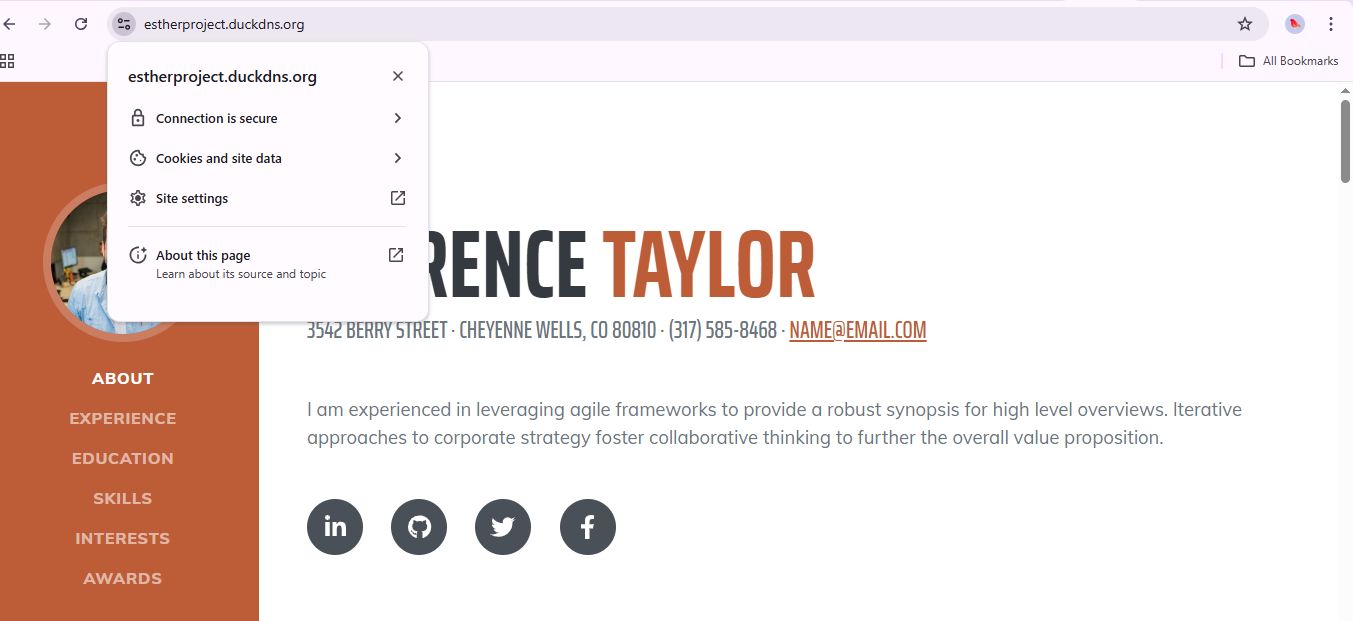 estherproject.duckdns.org
All Bookmarks
estherproject.duckdns.org
Connection is secure
Cookies and site data
Site settings
About this page
Learn about its source and topic
RENCE TAYLOR
3542 BERRY STREET · CHEYENNE WELLS, CO 80810 · (317) 585-8468 · NAME@EMAIL.COM
I am experienced in leveraging agile frameworks to provide a robust synopsis for high level overviews. Iterative
approaches to corporate strategy foster collaborative thinking to further the overall value proposition.
in
ABOUT
EXPERIENCE
EDUCATION
SKILLS
INTERESTS
AWARDS